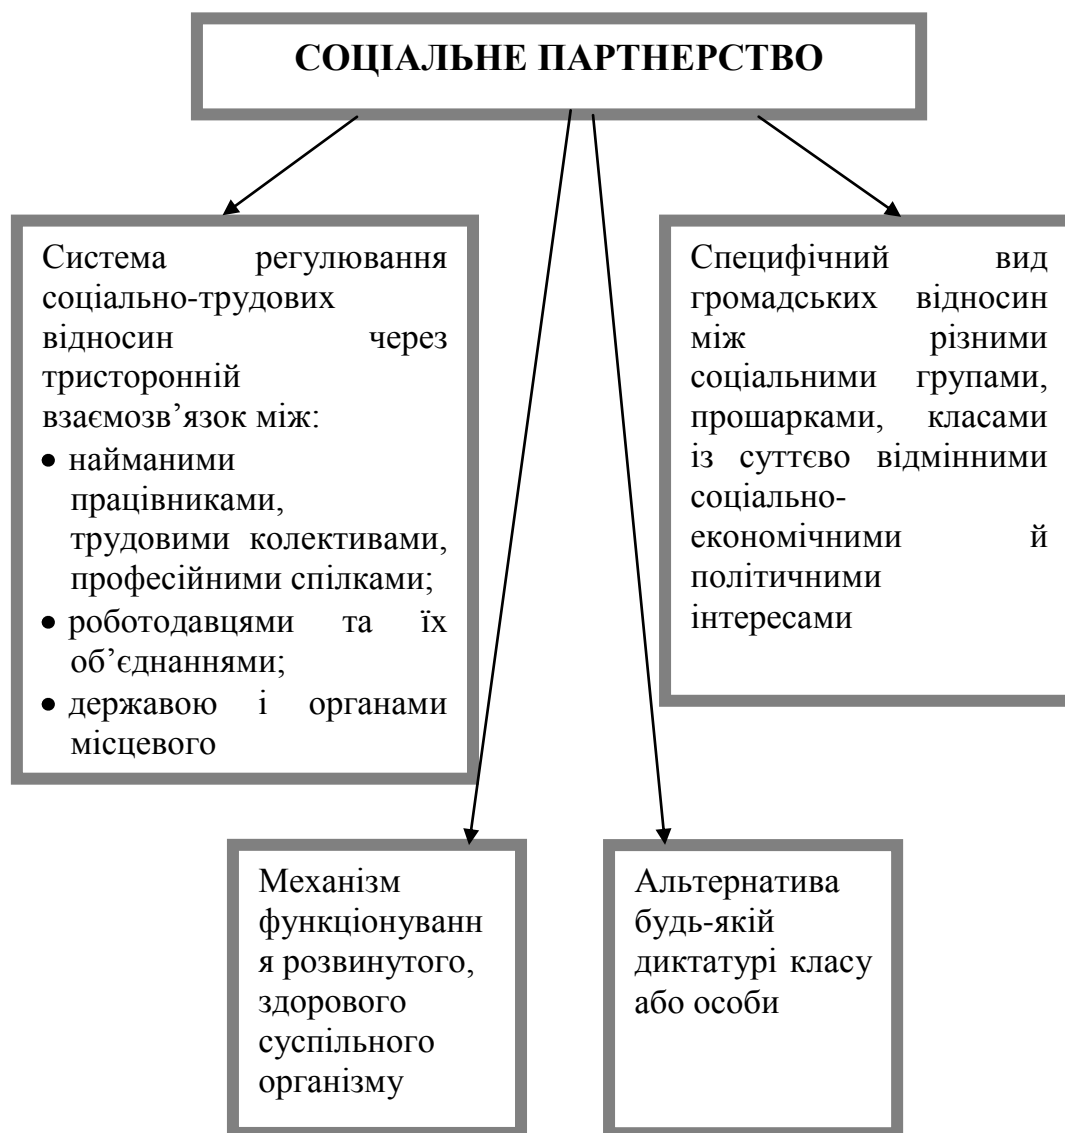 СОЦІАЛЬНЕ ПАРТНЕРСТВО
Система регулювання
соціально-трудових
відносин через
тристоронній
взаємозв’язок між:
• найманими
працівниками,
трудовими колективами,
професійними спілками;
• роботодавцями та їх
об’єднаннями;
• державою і органами
місцевого
Специфічний вид
громадських відносин
між різними
соціальними групами,
прошарками, класами
із суттєво відмінними
соціально-
економічними й
політичними
інтересами
Механізм
функціонуванн
я розвинутого,
здорового
суспільного
організму
Альтернатива
будь-якій
диктатурі класу
або особи